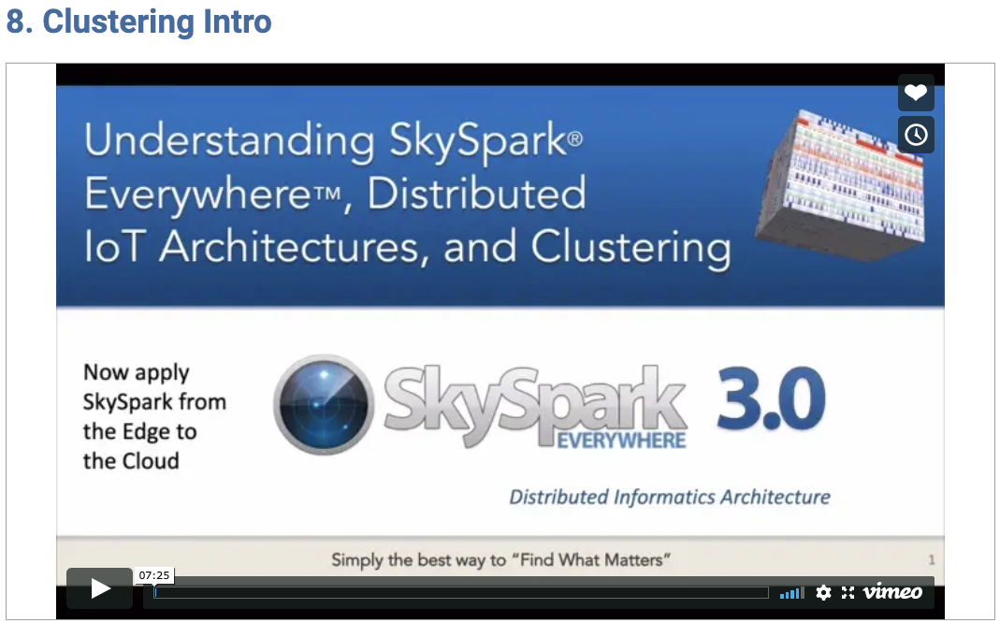 8. Clustering Intro
Understanding SkySpark®
Everywhere™, Distributed
IoT Architectures, and Clustering
Now apply
SkySpark from
the Edge to
the Cloud
SkySpark 3.0
EVERYWHERE
Distributed Informatics Architecture
Simply the best way to “Find What Matters”
1
07:25
vimeo